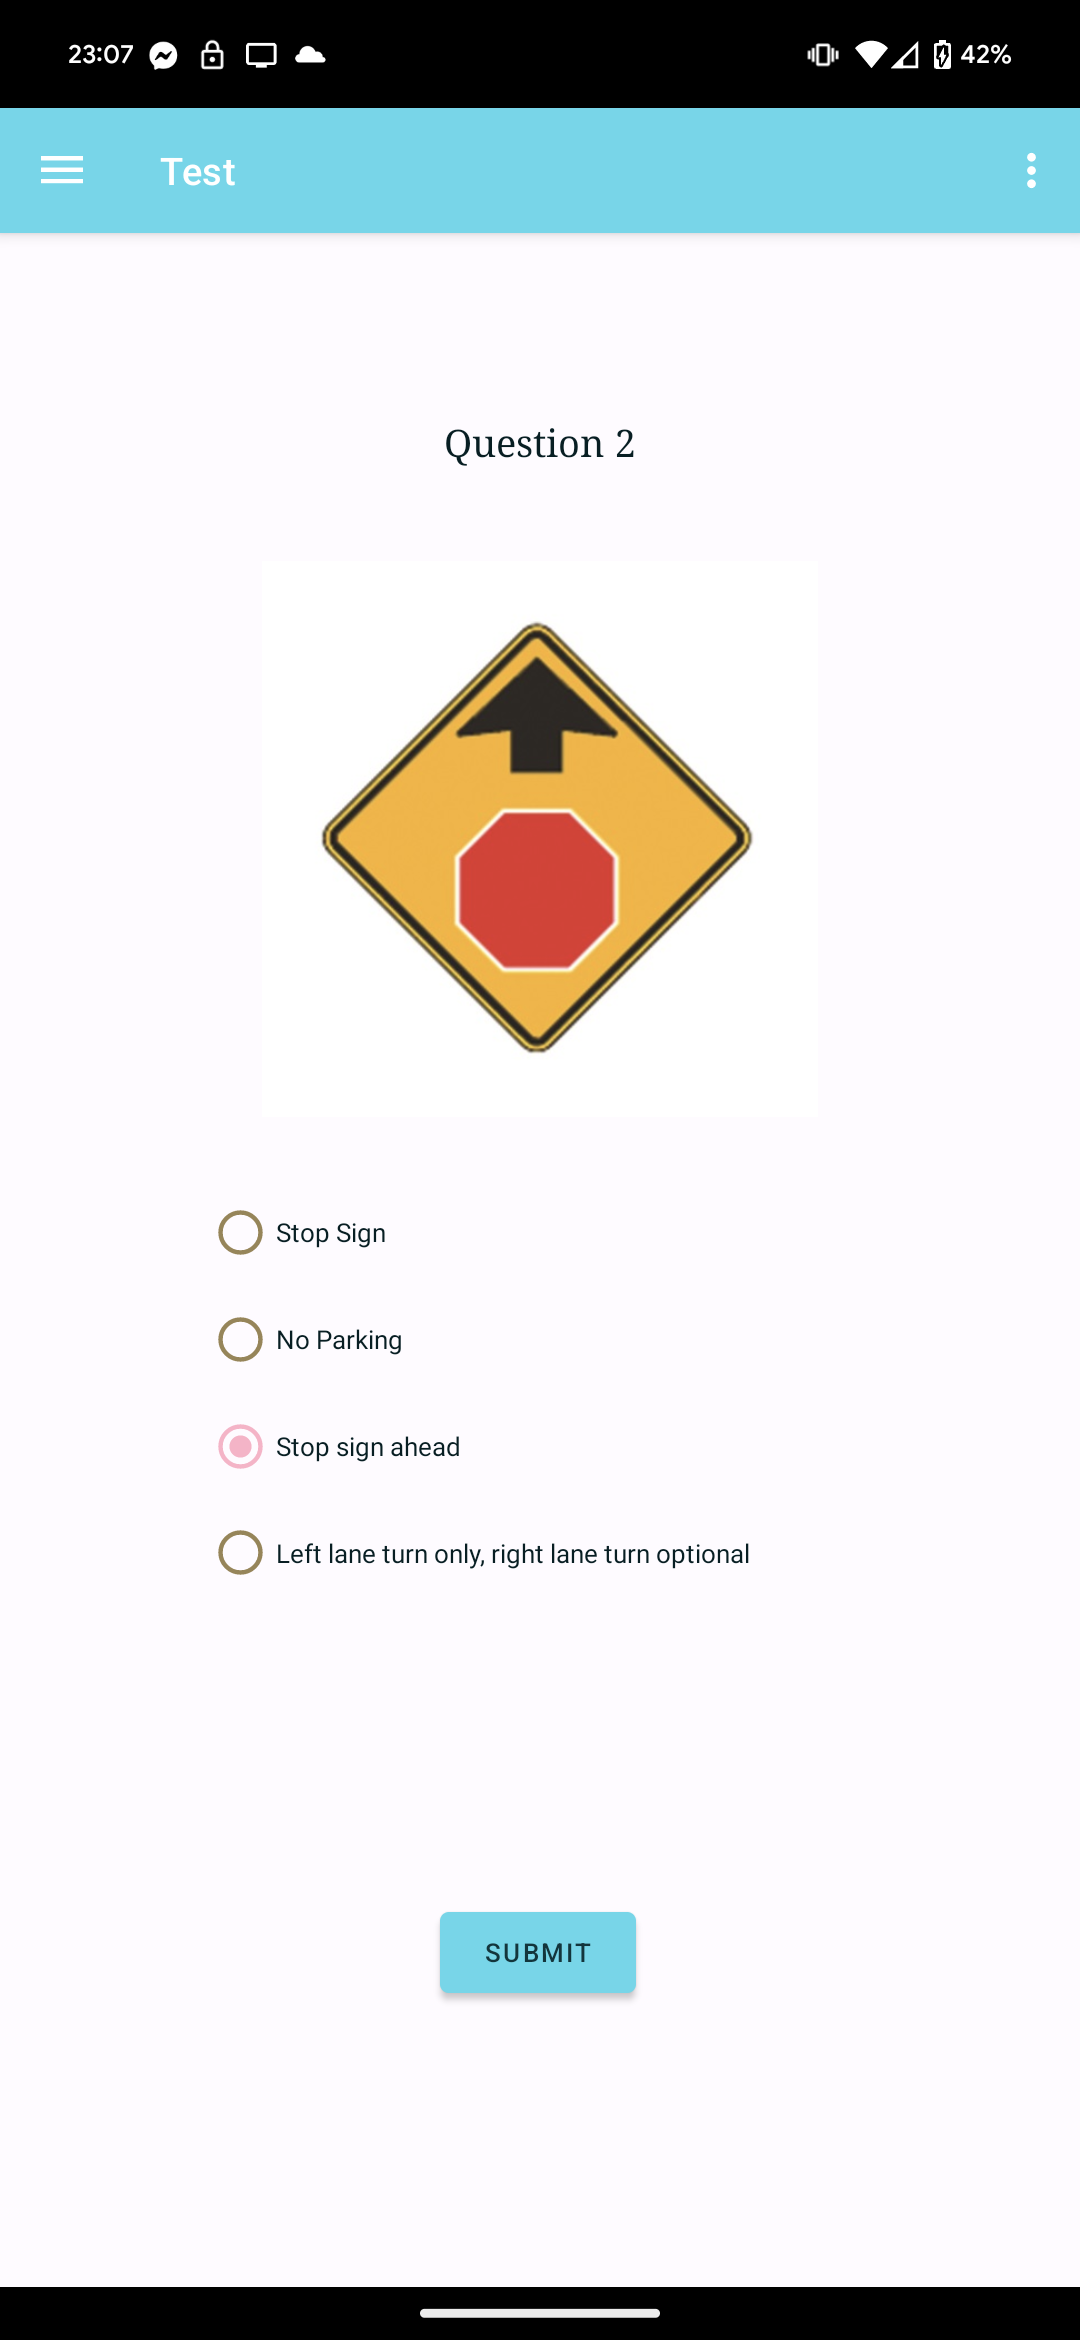 23:07 42%
Test
Question 2
Stop Sign
No Parking
Stop sign ahead
Left lane turn only, right lane turn optional
SUBMIT